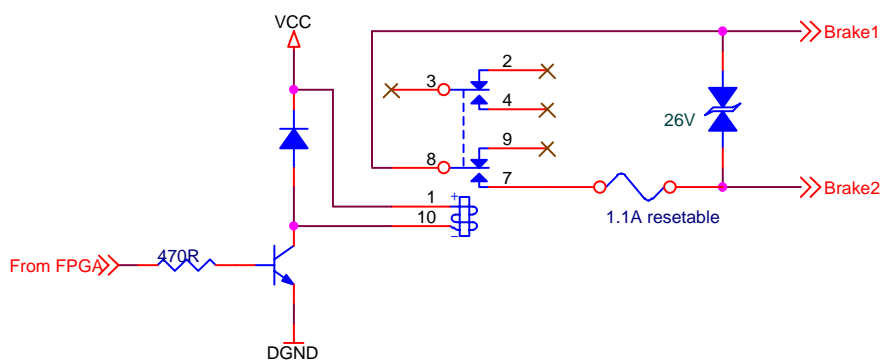 VCC
Brake1
2
3
4
26V
9
8
7
Brake2
1
+
1.1A resetable
10
-
470R
From FPGA
DGND